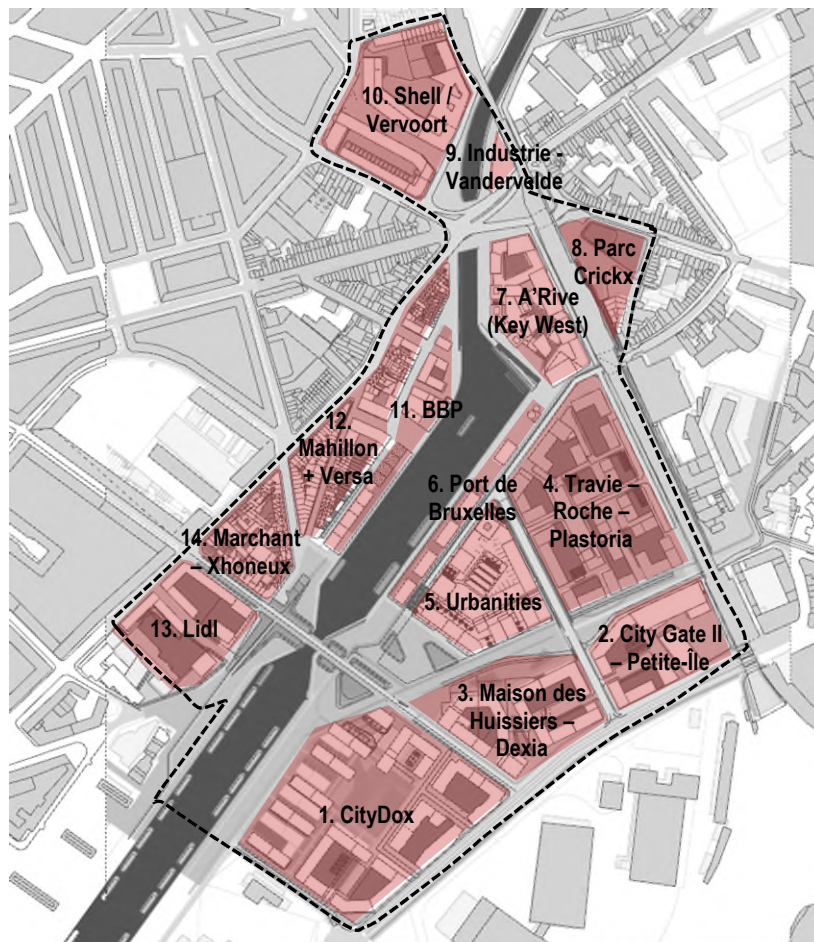 10. Shell /
Vervoort
9. Industrie -
Vandervelde
8. Parc
Crickx
7. A'Rive
(Key West)
11. BBP
12.
Mahillon
+ Versa
6. Port de
Bruxelles
4. Travie –
Roche –
Plastoria
14. Marchant
– Xhoneux
5. Urbanities
13. Lidl
2. City Gate II
– Petite-Île
3. Maison des
Huissiers –
Dexia
1. CityDox